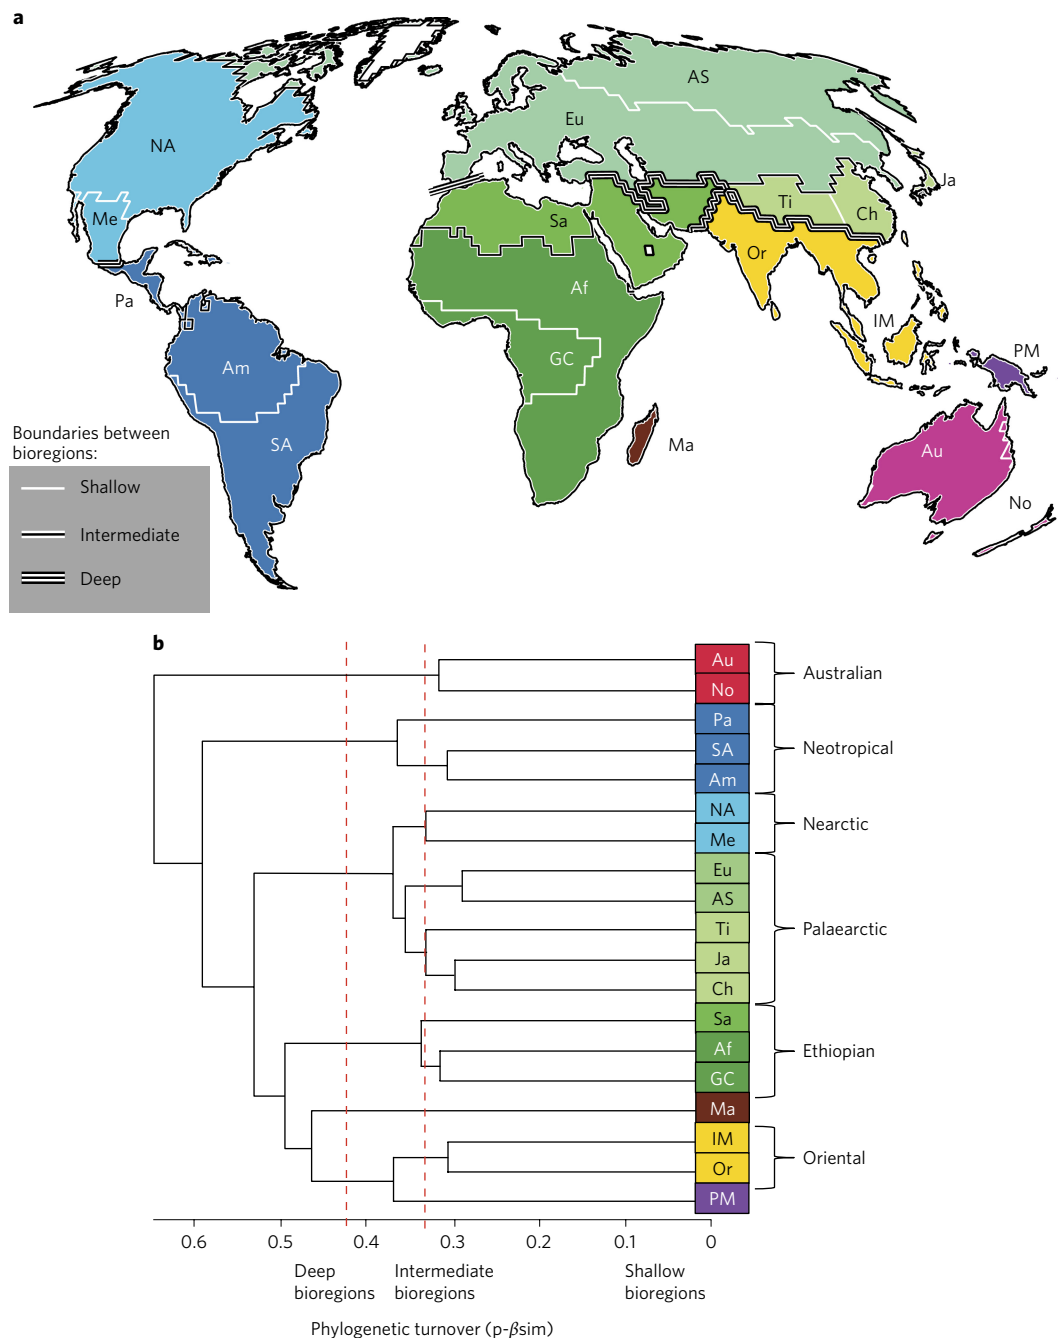 a
AS
NA
Eu
Ja
Me
Ti
Ch
Sa
Or
Pa
Af
IM
PM
Am
GC
Boundaries between
bioregions:
SA
Ma
Au
Shallow
No
Intermediate
Deep
b
Au
Australian
No
Pa
SA
Neotropical
Am
NA
Nearctic
Me
Eu
AS
Ti
Palaearctic
Ja
Ch
Sa
Af
Ethiopian
GC
Ma
IM
Oriental
Or
PM
0.6 0.5 0.4 0.3 0.2 0.1 0
Deep
bioregions
Intermediate
bioregions
Shallow
bioregions
Phylogenetic turnover (p-βsim)